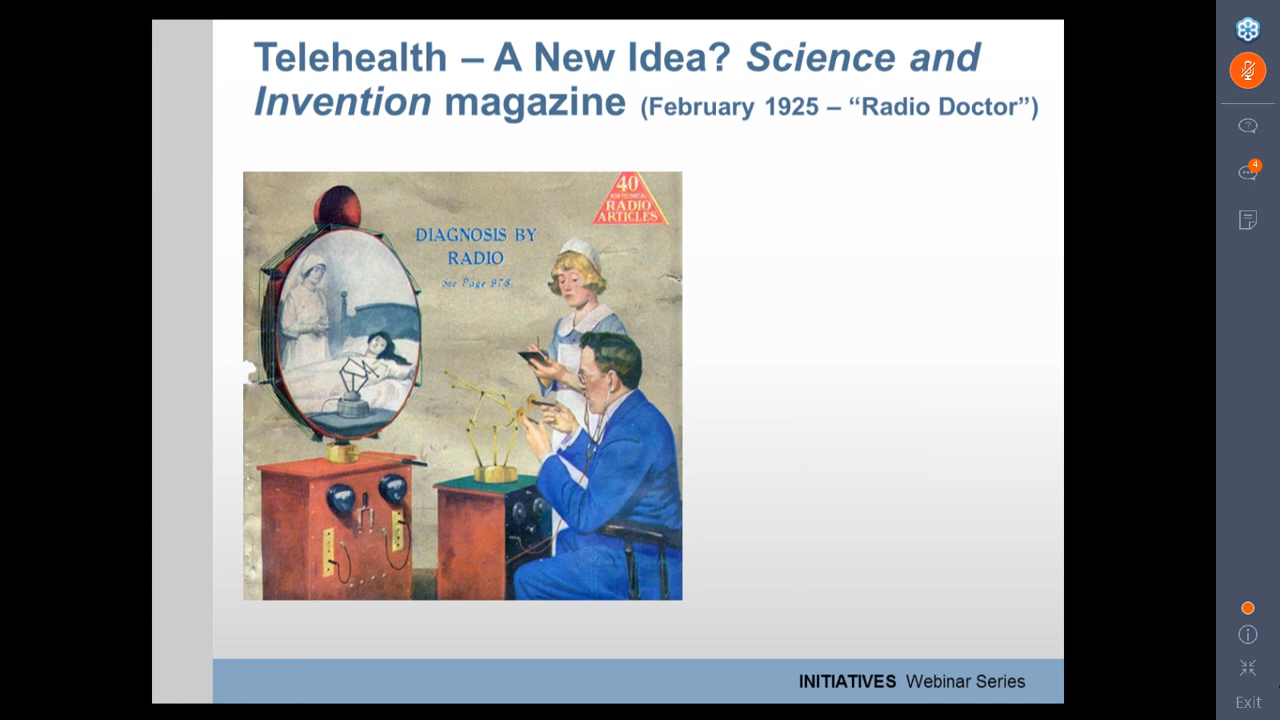 Telehealth – A New Idea? Science and
Invention magazine (February 1925 – “Radio Doctor”)
40
RADIO
ARTICLES
DIAGNOSIS BY
RADIO
See Page 978
INITIATIVES Webinar Series
4
Exit